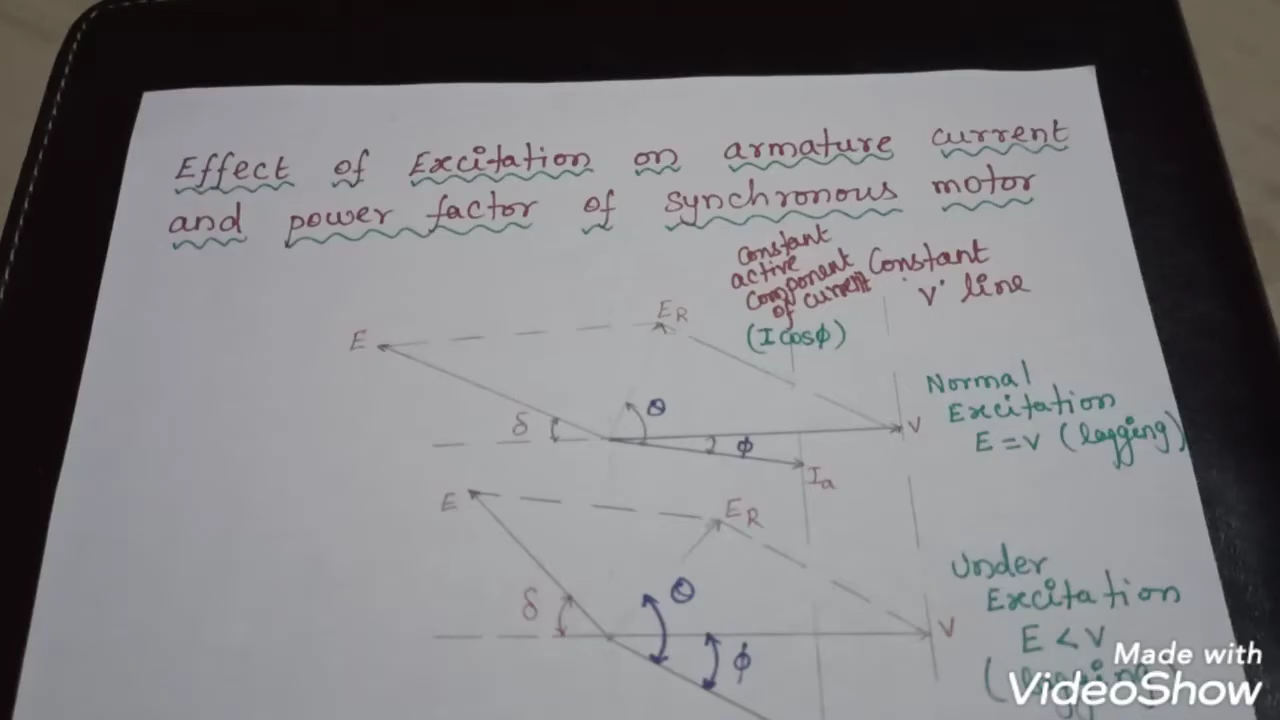 Effect of Excitation on armature current
and power factor of synchronous motor
constant
active
component
of current
(I cosφ)
Constant
'V' line
E
E_R
δ
θ
φ
V
I_a
Normal
Excitation
E = V (lagging)
E
E_R
δ
θ
φ
V
Under
Excitation
E < V
(lagging)
Made with
VideoShow